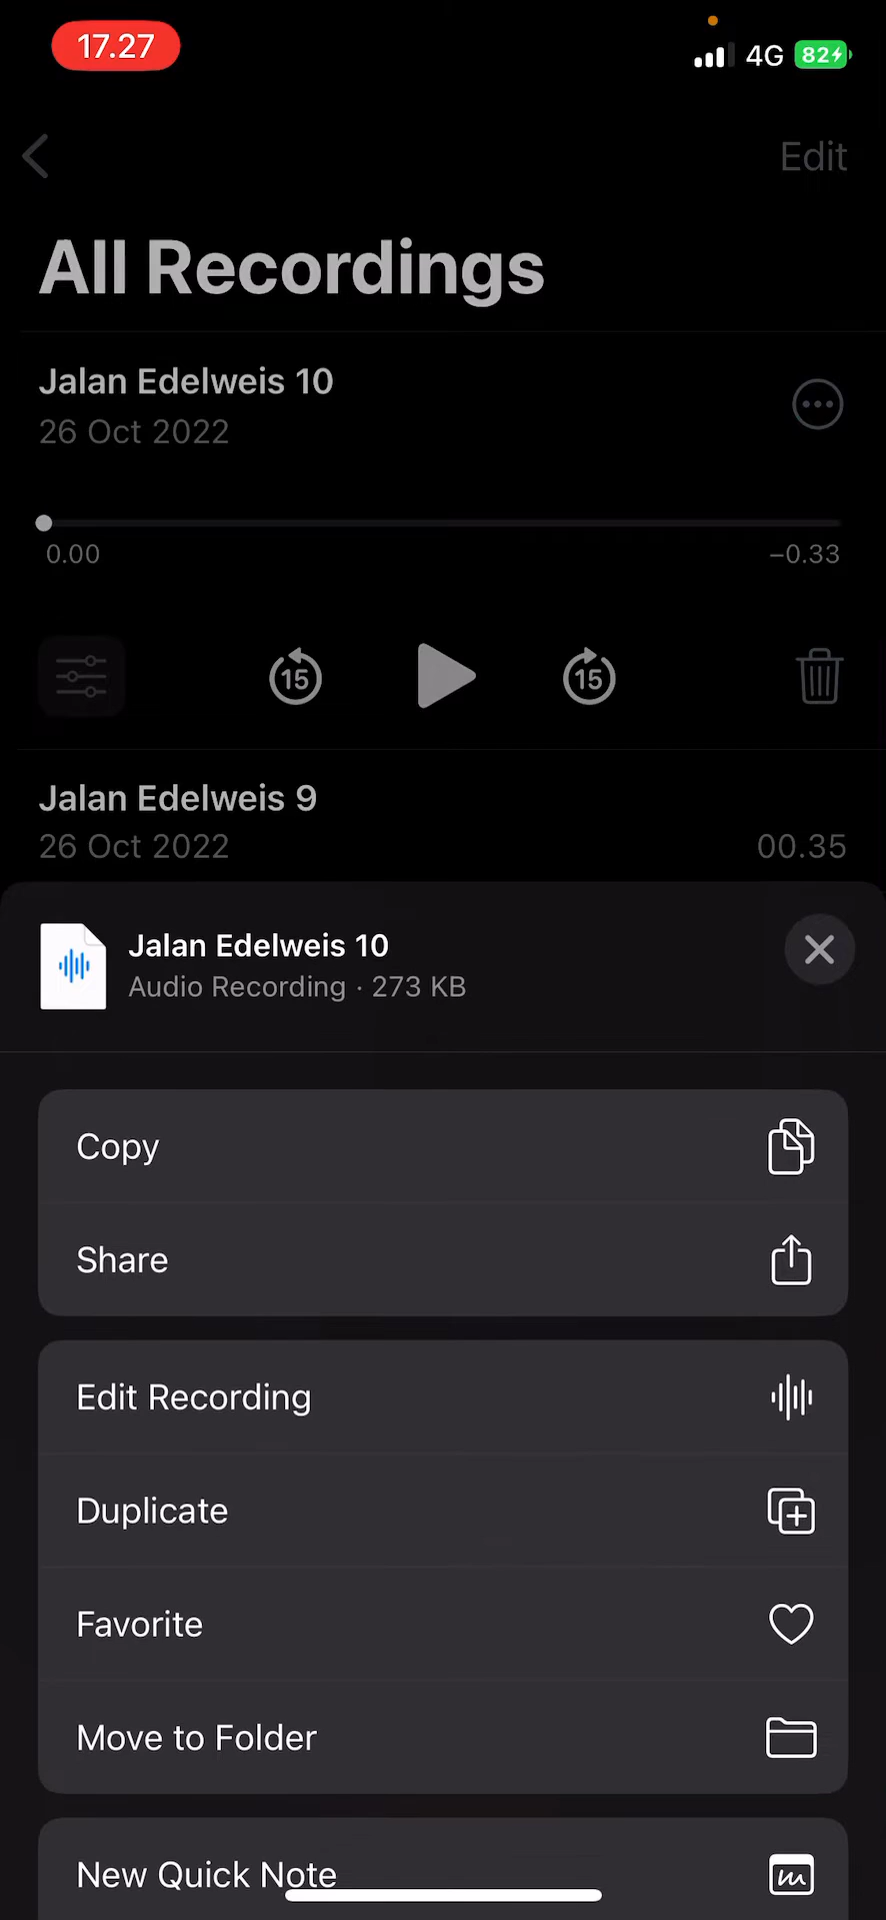 17.27
4G 82
Edit
All Recordings
Jalan Edelweis 10
26 Oct 2022
0.00 −0.33
15 15
Jalan Edelweis 9
26 Oct 2022 00.35
Jalan Edelweis 10
Audio Recording · 273 KB
Copy
Share
Edit Recording
Duplicate
Favorite
Move to Folder
New Quick Note